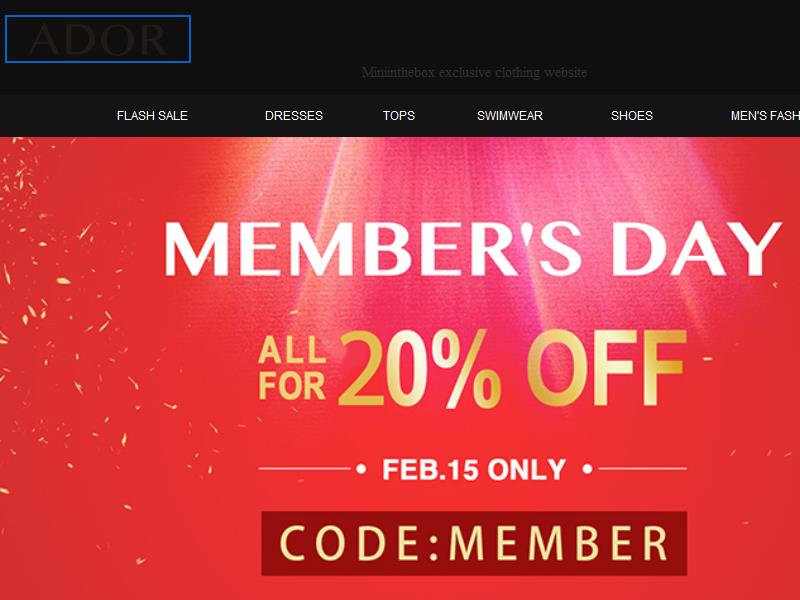 ADOR
Miniinthebox exclusive clothing website
FLASH SALE DRESSES TOPS SWIMWEAR SHOES MEN'S FASH
MEMBER'S DAY
ALL FOR 20% OFF
FEB.15 ONLY
CODE:MEMBER